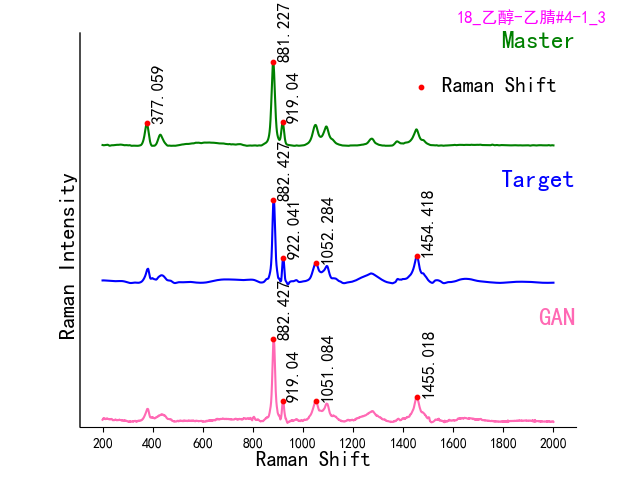 18_乙醇-乙腈#4-1_3
Master
881.227
377.059
919.04
Raman Shift
Target
882.427
922.041
1052.284
1454.418
GAN
882.427
919.04
1051.084
1455.018
Raman Intensity
200 400 600 800 1000 1200 1400 1600 1800 2000
Raman Shift